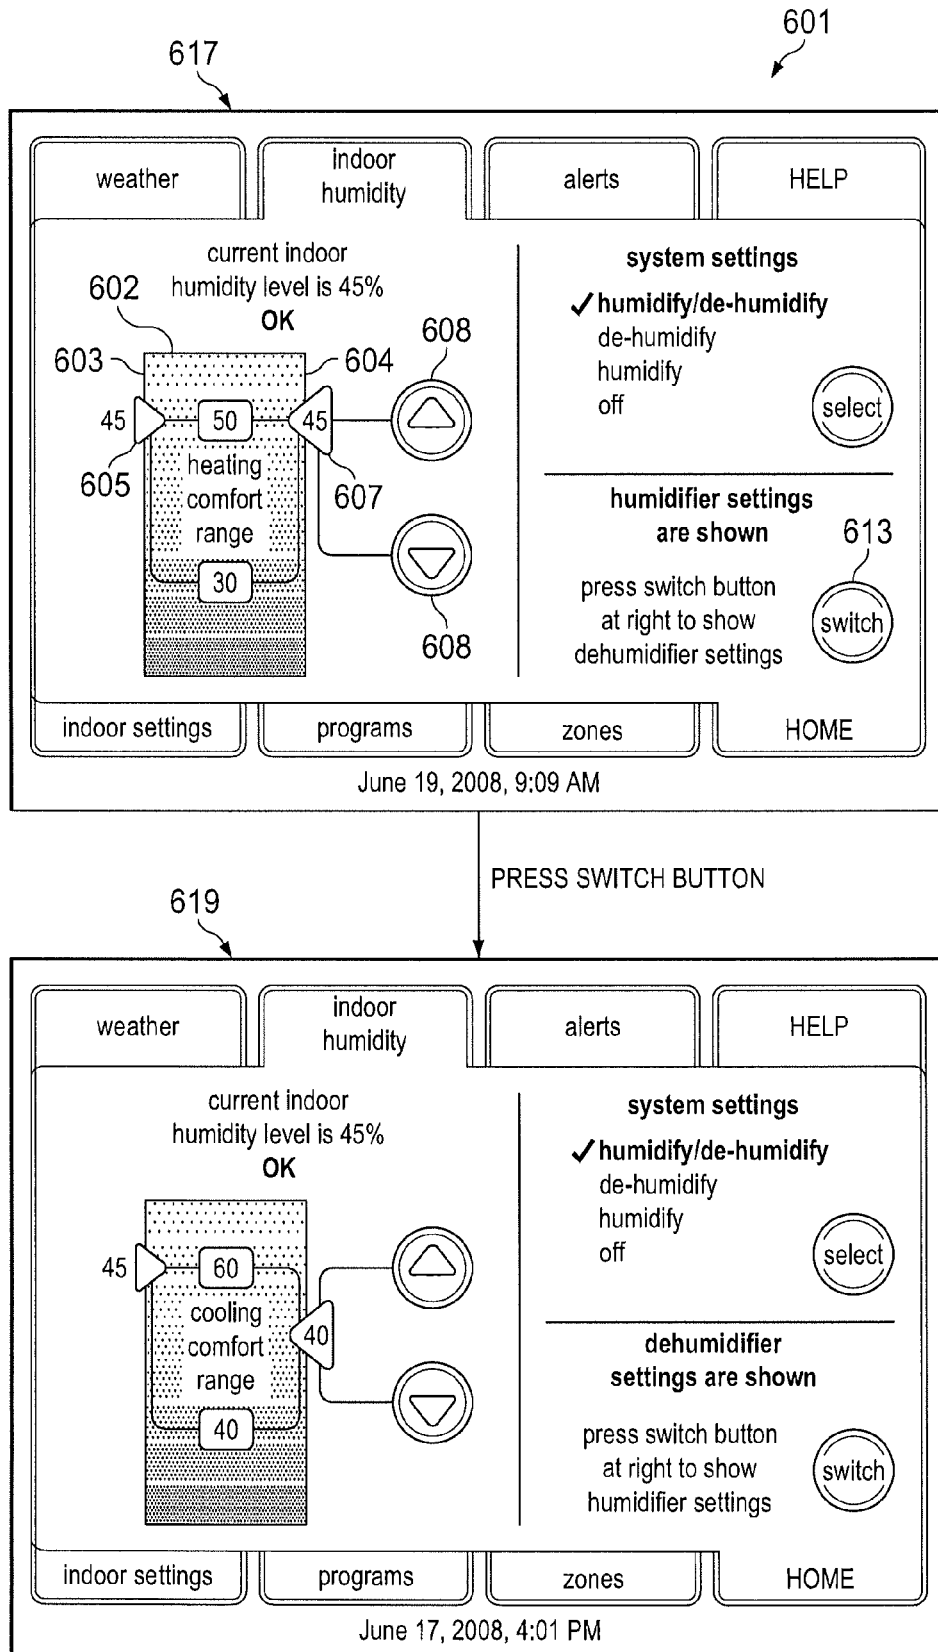 601
617
weather
indoor
humidity
alerts
HELP
current indoor
humidity level is 45%
OK
602
603
604
608
45
50
45
605
607
heating
comfort
range
30
608
system settings
✓ humidify/de-humidify
de-humidify
humidify
off
select
humidifier settings
are shown
613
press switch button
at right to show
dehumidifier settings
switch
indoor settings
programs
zones
HOME
June 19, 2008, 9:09 AM
PRESS SWITCH BUTTON
619
weather
indoor
humidity
alerts
HELP
current indoor
humidity level is 45%
OK
45
60
cooling
comfort
range
40
40
system settings
✓ humidify/de-humidify
de-humidify
humidify
off
select
dehumidifier
settings are shown
press switch button
at right to show
humidifier settings
switch
indoor settings
programs
zones
HOME
June 17, 2008, 4:01 PM